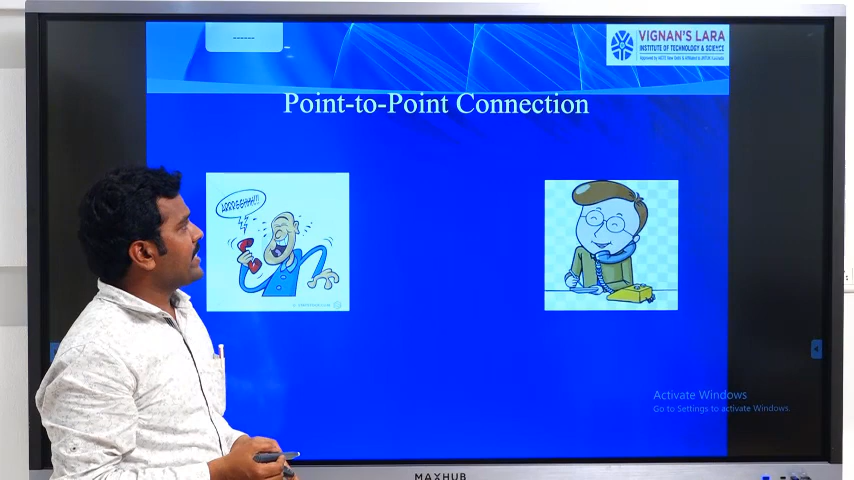 ------
VIGNAN'S LARA
INSTITUTE OF TECHNOLOGY & SCIENCE
Point-to-Point Connection
Activate Windows
Go to Settings to activate Windows.
MAXHUB